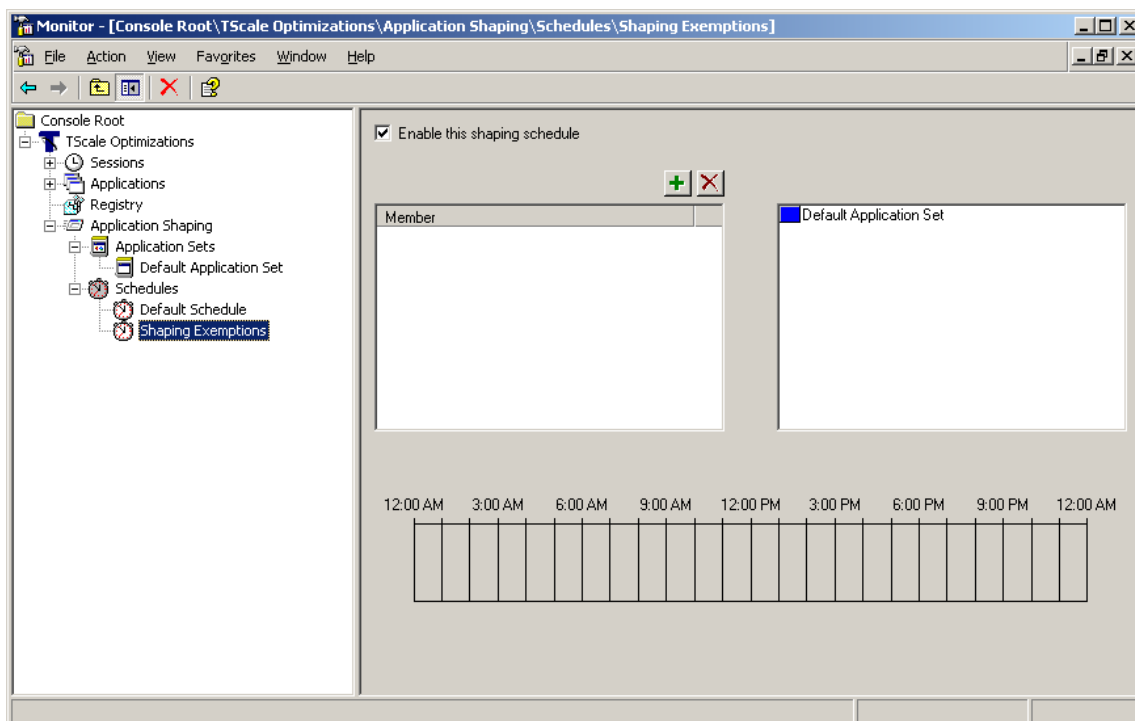 Monitor - [Console Root\TScale Optimizations\Application Shaping\Schedules\Shaping Exemptions]
File Action View Favorites Window Help
Console Root
TScale Optimizations
Sessions
Applications
Registry
Application Shaping
Application Sets
Default Application Set
Schedules
Default Schedule
Shaping Exemptions
Enable this shaping schedule
Member
Default Application Set
12:00 AM 3:00 AM 6:00 AM 9:00 AM 12:00 PM 3:00 PM 6:00 PM 9:00 PM 12:00 AM